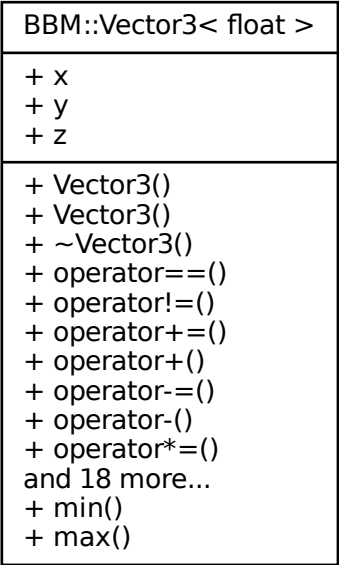 BBM::Vector3< float >
+ x
+ y
+ z
+ Vector3()
+ Vector3()
+ ~Vector3()
+ operator==()
+ operator!=()
+ operator+=()
+ operator+()
+ operator-=()
+ operator-()
+ operator*=()
and 18 more...
+ min()
+ max()